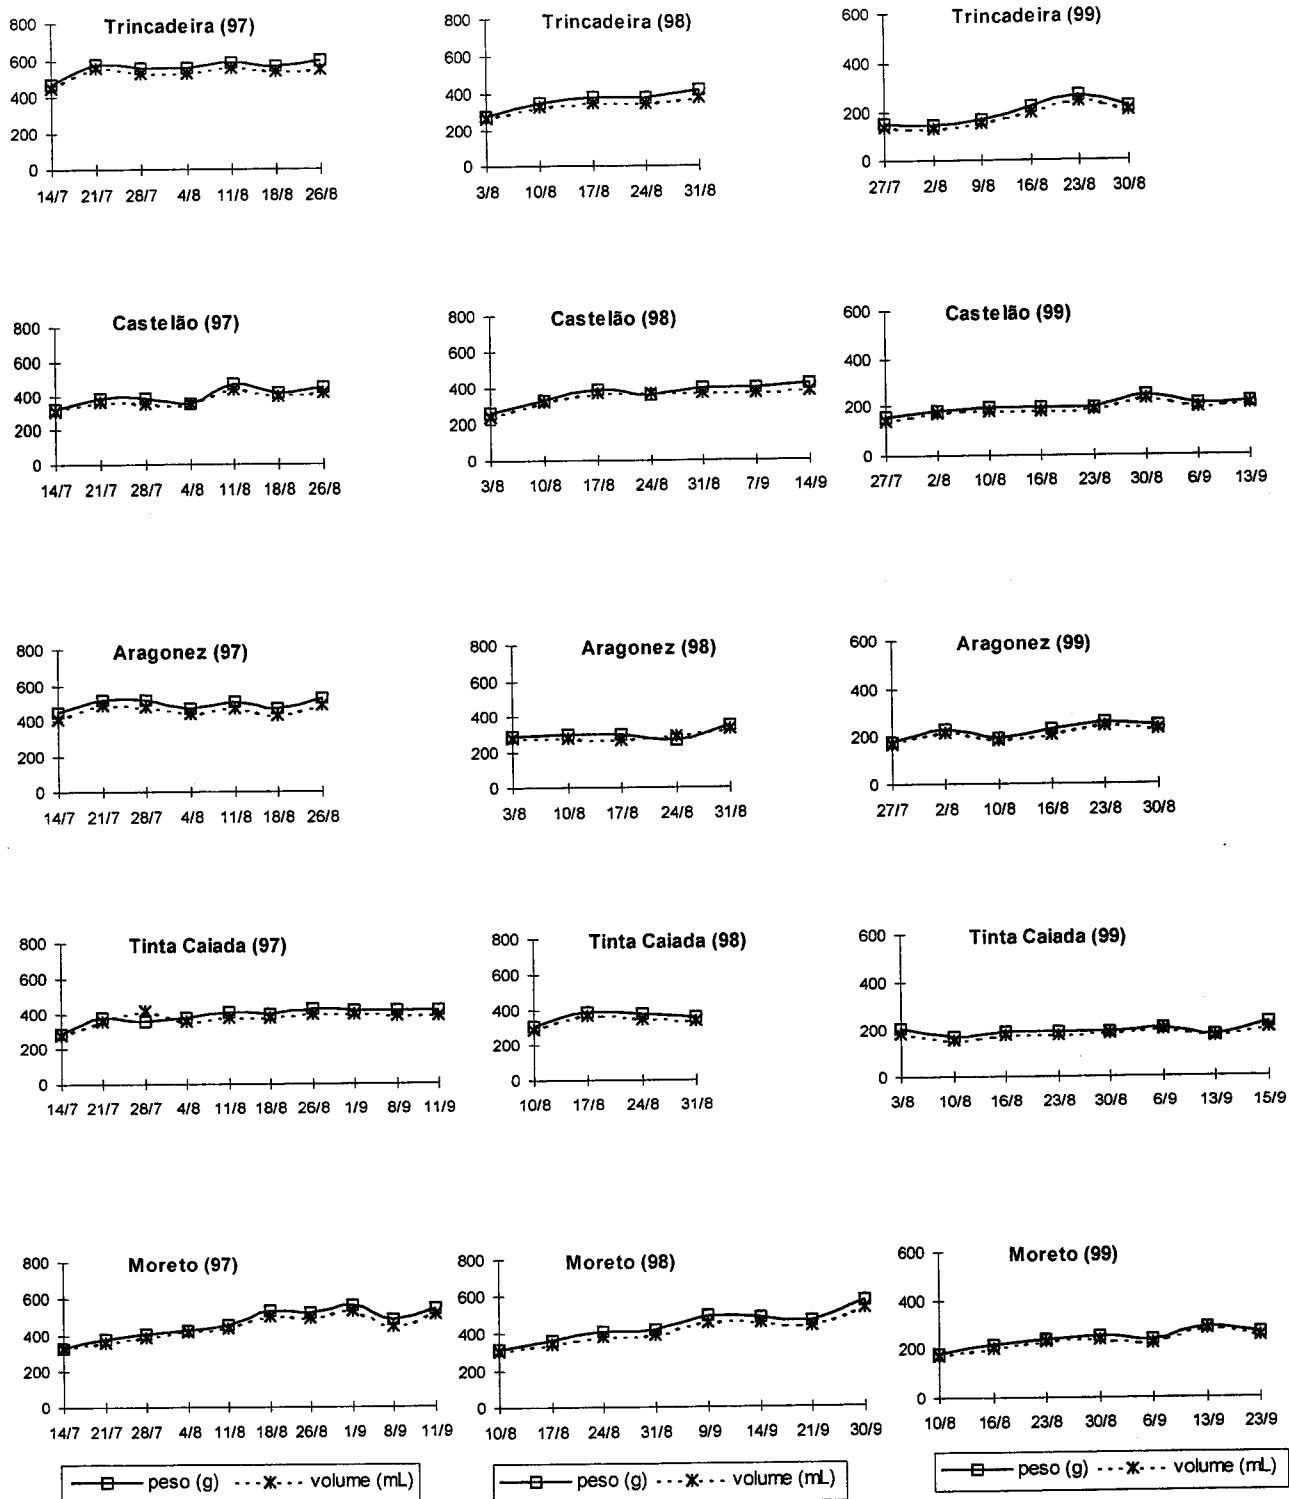 Trincadeira (97)
800
600
400
200
0
14/7 21/7 28/7 4/8 11/8 18/8 26/8
Trincadeira (98)
800
600
400
200
0
3/8 10/8 17/8 24/8 31/8
Trincadeira (99)
600
400
200
0
27/7 2/8 9/8 16/8 23/8 30/8
Castelão (97)
800
600
400
200
0
14/7 21/7 28/7 4/8 11/8 18/8 26/8
Castelão (98)
800
600
400
200
0
3/8 10/8 17/8 24/8 31/8 7/9 14/9
Castelão (99)
600
400
200
0
27/7 2/8 10/8 16/8 23/8 30/8 6/9 13/9
Aragonez (97)
800
600
400
200
0
14/7 21/7 28/7 4/8 11/8 18/8 26/8
Aragonez (98)
800
600
400
200
0
3/8 10/8 17/8 24/8 31/8
Aragonez (99)
600
400
200
0
27/7 2/8 10/8 16/8 23/8 30/8
Tinta Caiada (97)
800
600
400
200
0
14/7 21/7 28/7 4/8 11/8 18/8 26/8 1/9 8/9 11/9
Tinta Caiada (98)
800
600
400
200
0
10/8 17/8 24/8 31/8
Tinta Caiada (99)
600
400
200
0
3/8 10/8 16/8 23/8 30/8 6/9 13/9 15/9
Moreto (97)
800
600
400
200
0
14/7 21/7 28/7 4/8 11/8 18/8 26/8 1/9 8/9 11/9
Moreto (98)
800
600
400
200
0
10/8 17/8 24/8 31/8 9/9 14/9 21/9 30/9
Moreto (99)
600
400
200
0
10/8 16/8 23/8 30/8 6/9 13/9 23/9
peso (g) volume (mL)
peso (g) volume (mL)
peso (g) volume (mL)